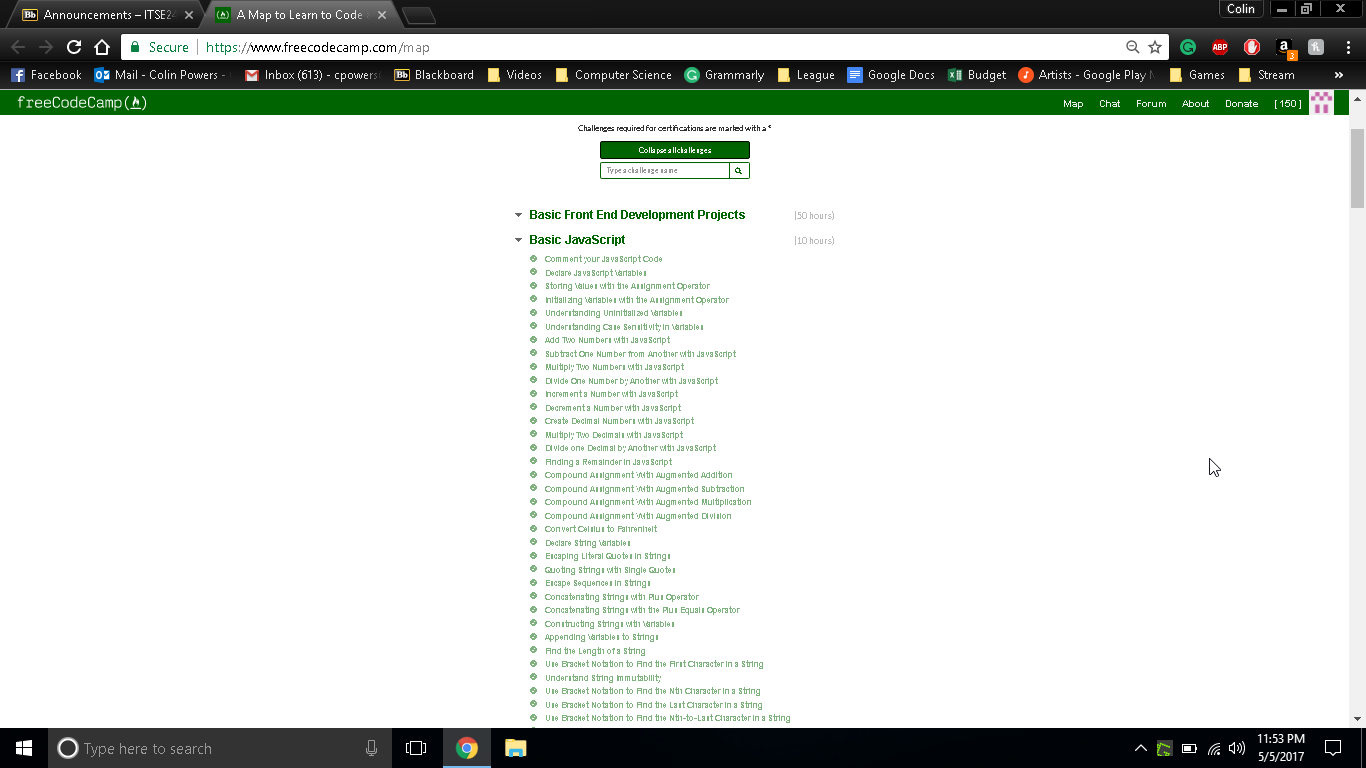 Announcements – ITSE24
A Map to Learn to Code
Colin
Secure
https://www.freecodecamp.com/map
ABP
3
Facebook
Mail - Colin Powers -
Inbox (613) - cpowers
Bb Blackboard
Videos
Computer Science
Grammarly
League
Google Docs
Budget
Artists - Google Play
Games
Stream
»
freeCodeCamp
Map
Chat
Forum
About
Donate
[ 150 ]
Challenges required for certifications are marked with a *
Collapse all challenges
Type a challenge name
Basic Front End Development Projects
(50 hours)
Basic JavaScript
(10 hours)
Comment your JavaScript Code
Declare JavaScript Variables
Storing Values with the Assignment Operator
Initializing Variables with the Assignment Operator
Understanding Uninitialized Variables
Understanding Case Sensitivity in Variables
Add Two Numbers with JavaScript
Subtract One Number from Another with JavaScript
Multiply Two Numbers with JavaScript
Divide One Number by Another with JavaScript
Increment a Number with JavaScript
Decrement a Number with JavaScript
Create Decimal Numbers with JavaScript
Multiply Two Decimals with JavaScript
Divide one Decimal by Another with JavaScript
Finding a Remainder in JavaScript
Compound Assignment With Augmented Addition
Compound Assignment With Augmented Subtraction
Compound Assignment With Augmented Multiplication
Compound Assignment With Augmented Division
Convert Celsius to Fahrenheit
Declare String Variables
Escaping Literal Quotes in Strings
Quoting Strings with Single Quotes
Escape Sequences in Strings
Concatenating Strings with Plus Operator
Concatenating Strings with the Plus Equals Operator
Constructing Strings with Variables
Appending Variables to Strings
Find the Length of a String
Use Bracket Notation to Find the First Character in a String
Understand String Immutability
Use Bracket Notation to Find the Nth Character in a String
Use Bracket Notation to Find the Last Character in a String
Use Bracket Notation to Find the Nth-to-Last Character in a String
Type here to search
11:53 PM
5/5/2017